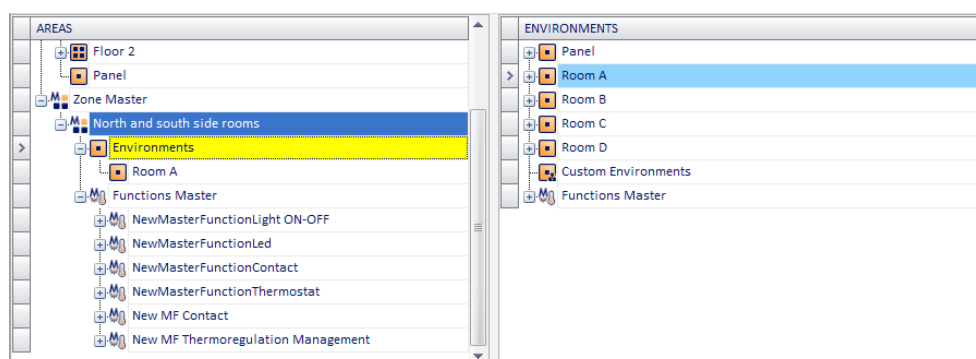 AREAS
Floor 2
Panel
Zone Master
North and south side rooms
Environments
Room A
Functions Master
NewMasterFunctionLight ON-OFF
NewMasterFunctionLed
NewMasterFunctionContact
NewMasterFunctionThermostat
New MF Contact
New MF Thermoregulation Management
ENVIRONMENTS
Panel
Room A
Room B
Room C
Room D
Custom Environments
Functions Master